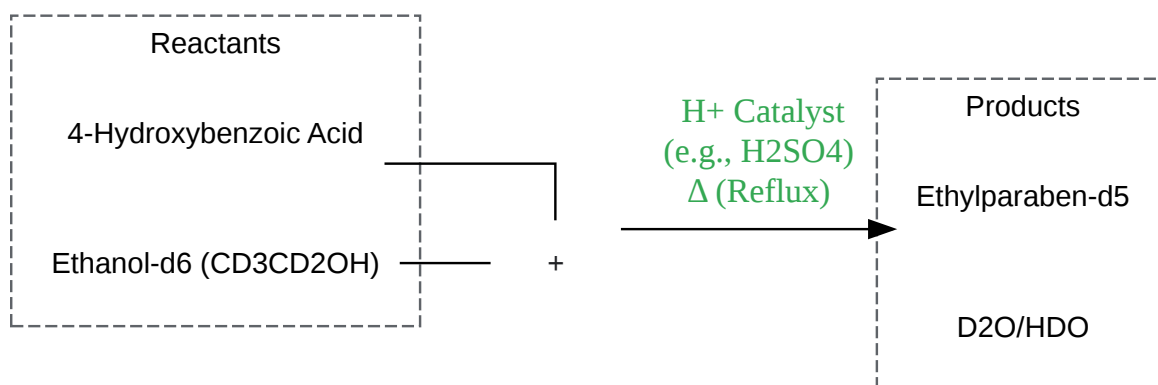 Reactants
4-Hydroxybenzoic Acid
Ethanol-d6 (CD3CD2OH)
+
H+ Catalyst
(e.g., H2SO4)
Δ (Reflux)
Products
Ethylparaben-d5
D2O/HDO